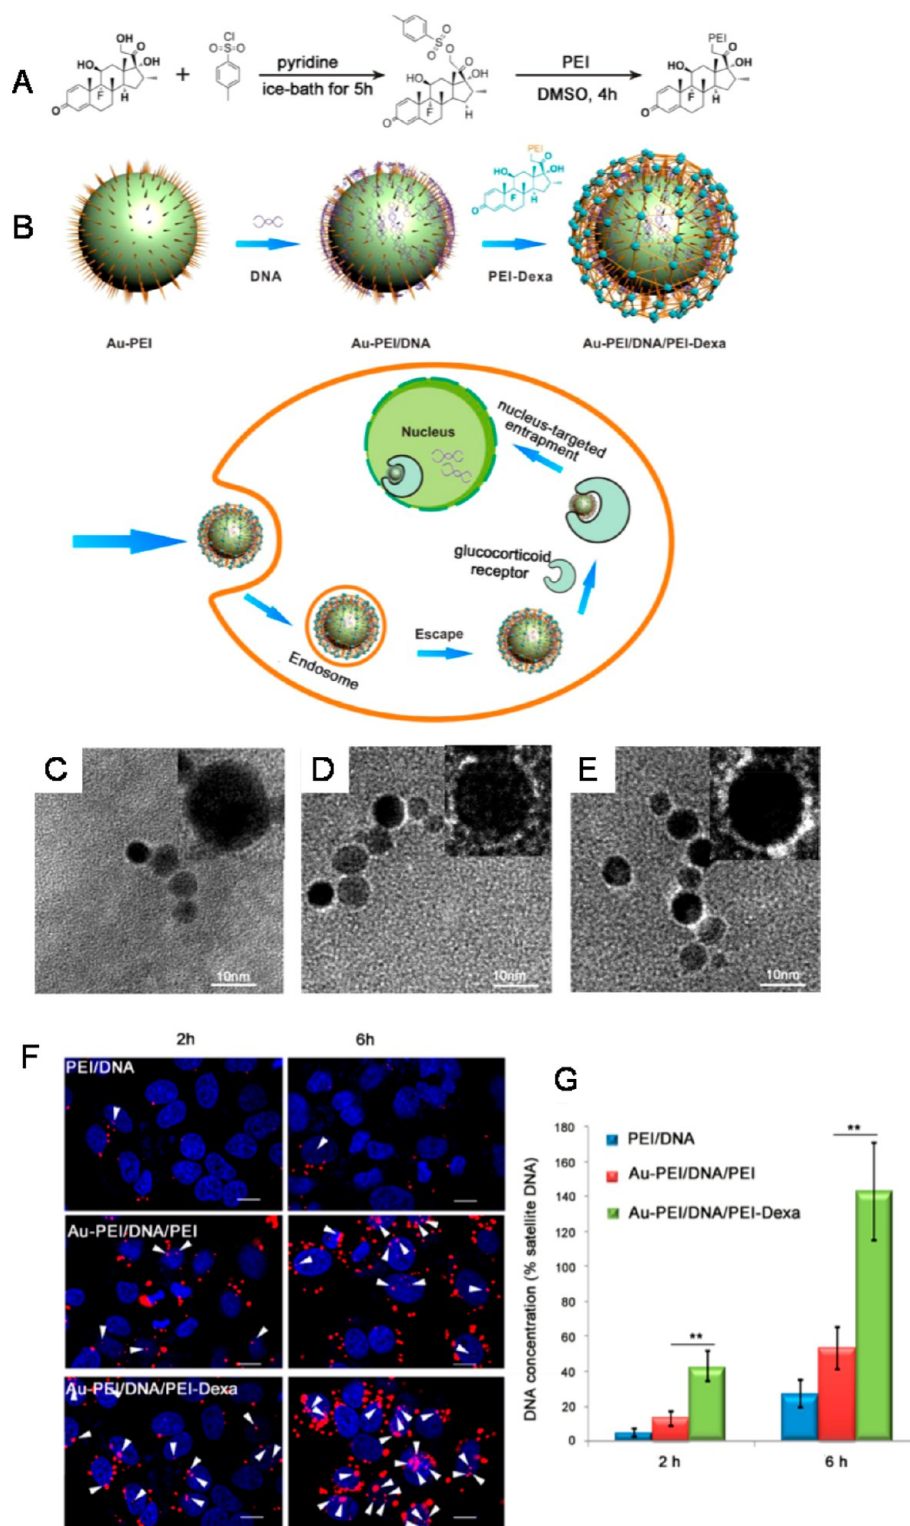 A
OH
HO
O
OH
F
H
O
+
Cl
O=S=O
pyridine
ice-bath for 5h
O
S
O
O
O
HO
OH
F
H
O
PEI
DMSO, 4h
PEI
O
HO
OH
F
H
O
B
DNA
PEI
O
HO
OH
F
H
O
PEI-Dexa
Au-PEI
Au-PEI/DNA
Au-PEI/DNA/PEI-Dexa
Nucleus
nucleus-targeted
entrapment
glucocorticoid
receptor
Escape
Endosome
C
10nm
D
10nm
E
10nm
F
2h
6h
PEI/DNA
Au-PEI/DNA/PEI
Au-PEI/DNA/PEI-Dexa
G
DNA concentration (% satellite DNA)
180
160
140
120
100
80
60
40
20
0
PEI/DNA
Au-PEI/DNA/PEI
Au-PEI/DNA/PEI-Dexa
**
**
2 h
6 h